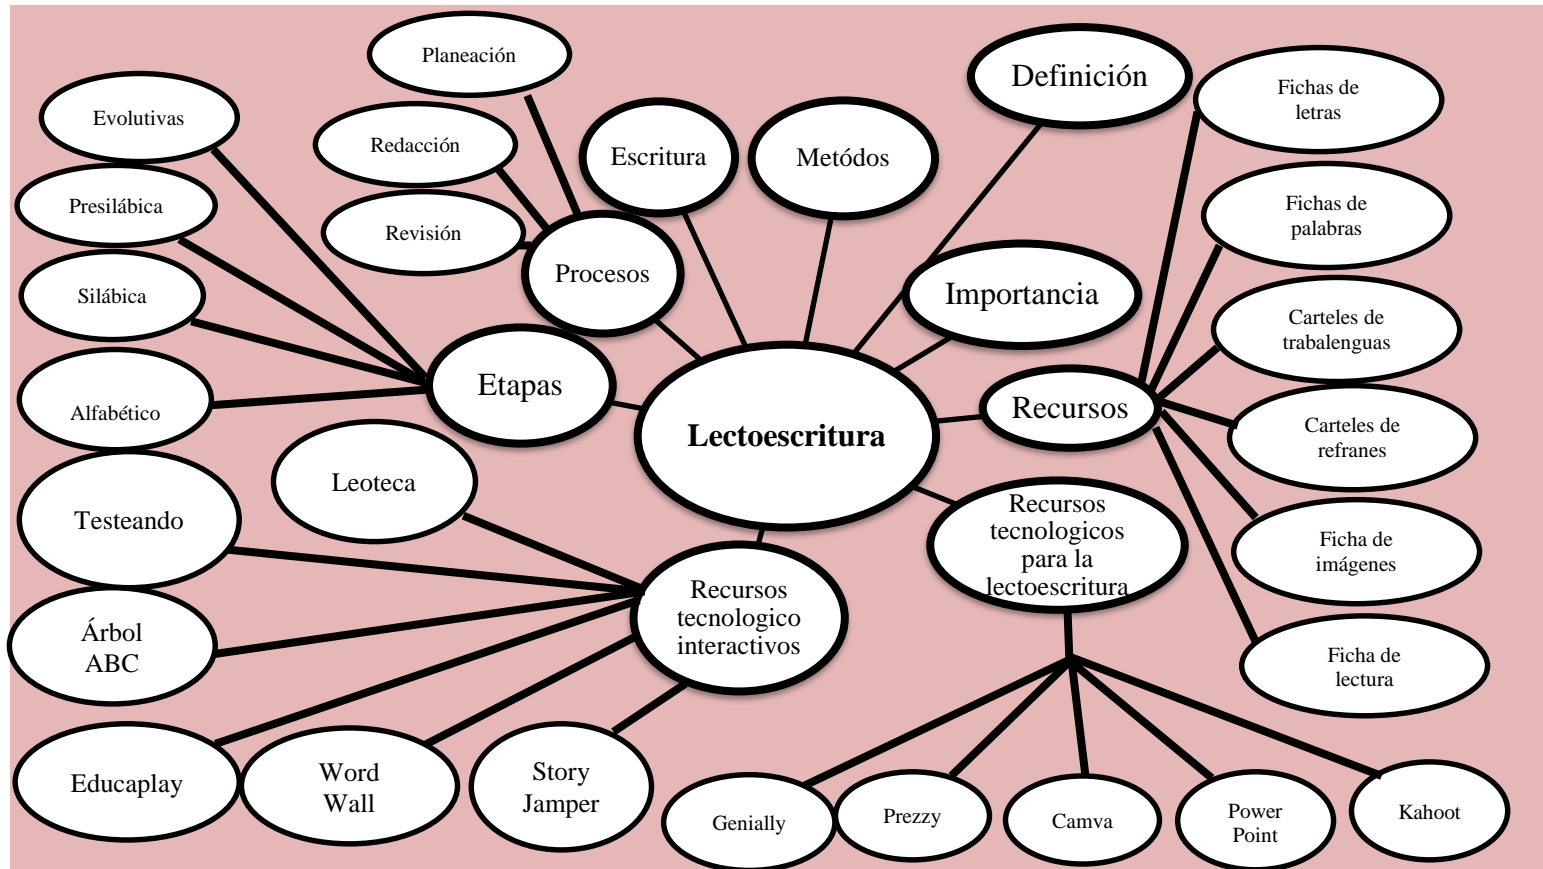 Planeación
Definición
Fichas de
letras
Evolutivas
Redacción
Escritura
Metódos
Presilábica
Revisión
Fichas de
palabras
Procesos
Silábica
Importancia
Carteles de
trabalenguas
Etapas
Alfabético
Recursos
Lectoescritura
Carteles de
refranes
Leoteca
Testeando
Recursos
tecnologicos
para la
lectoescritura
Ficha de
imágenes
Recursos
tecnologico
interactivos
Árbol
ABC
Ficha de
lectura
Educaplay
Word
Wall
Story
Jamper
Genially
Prezzy
Camva
Power
Point
Kahoot